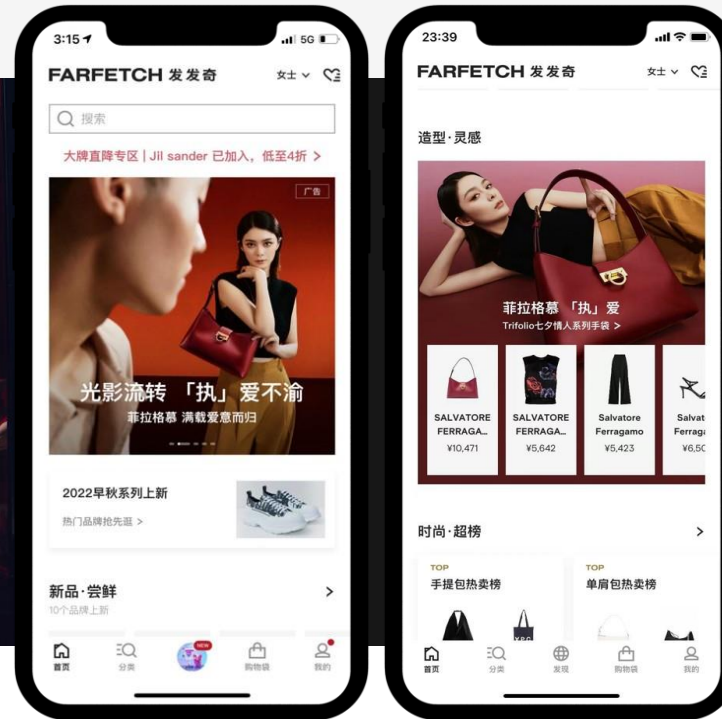 3:15
5G
FARFETCH 发发奇
女士
搜索
大牌直降专区 | Jil sander 已加入，低至4折 >
广告
光影流转 「执」爱不渝
菲拉格慕 满载爱意而归
2022早秋系列上新
热门品牌抢先逛 >
新品·尝鲜
10个品牌上新
NEW
首页
分类
购物袋
我的
23:39
FARFETCH 发发奇
女士
造型·灵感
菲拉格慕 「执」爱
Trifolio七夕情人系列手袋 >
SALVATORE
FERRAGA...
¥10,471
SALVATORE
FERRAGA...
¥5,642
Salvatore
Ferragamo
¥5,423
Salvat
Ferraga
¥6,50
时尚·超榜
TOP
手提包热卖榜
TOP
单肩包热卖榜
首页
分类
发现
购物袋
我的